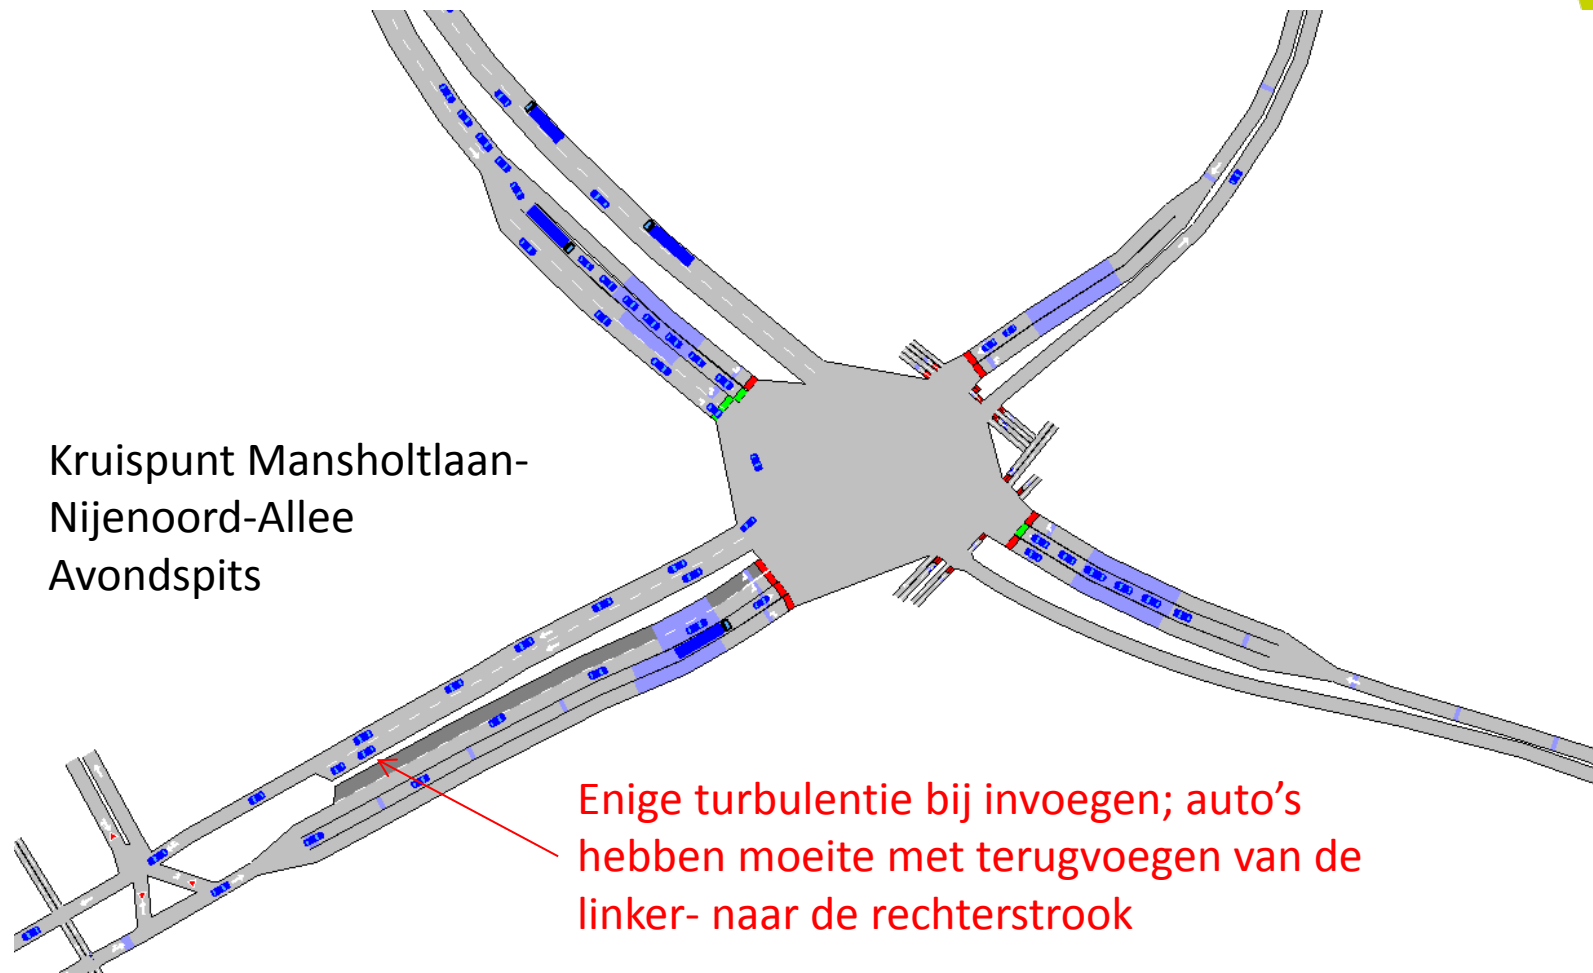 Kruispunt Mansholtlaan-
Nijenoord-Allee
Avondspits
Enige turbulentie bij invoegen; auto’s
hebben moeite met terugvoegen van de
linker- naar de rechterstrook